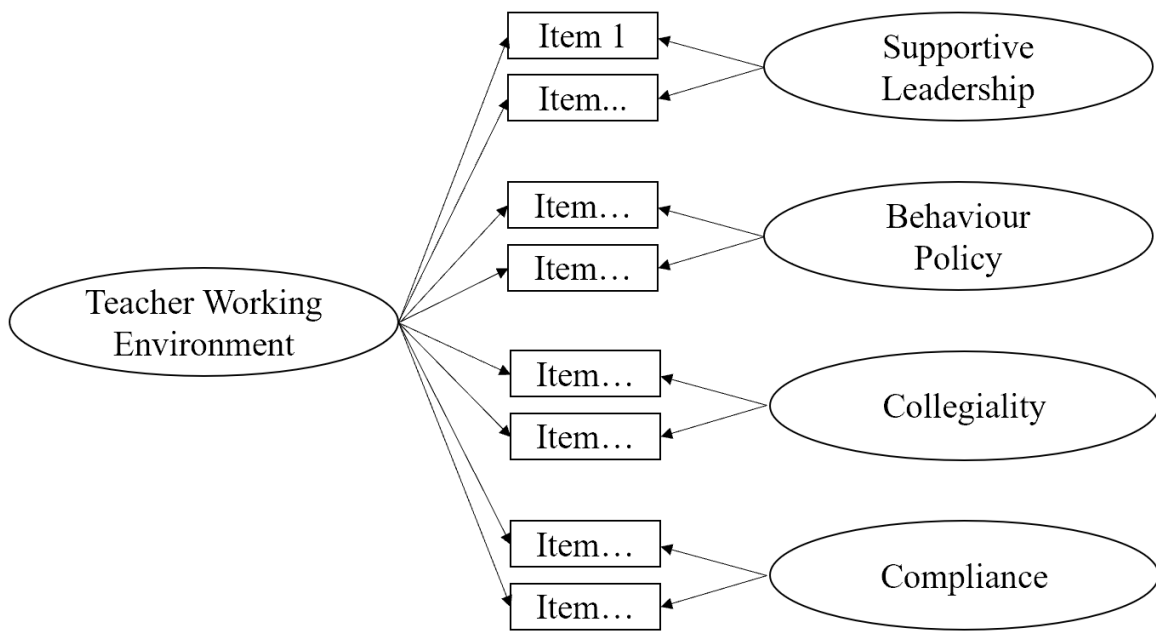 Item 1
Supportive
Leadership
Item...
Item…
Behaviour
Policy
Item…
Teacher Working
Environment
Item…
Collegiality
Item…
Item…
Compliance
Item…